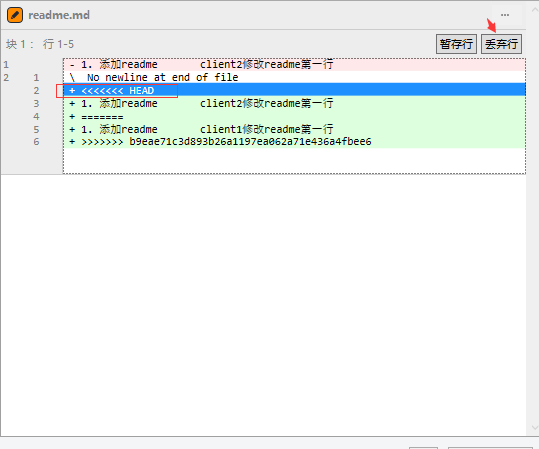 readme.md ...
块 1： 行 1-5 暂存行 丢弃行
1 - 1. 添加readme client2修改readme第一行
2 1 \ No newline at end of file
2 + <<<<<<< HEAD
3 + 1. 添加readme client2修改readme第一行
4 + =======
5 + 1. 添加readme client1修改readme第一行
6 + >>>>>>> b9eae71c3d893b26a1197ea062a71e436a4fbee6